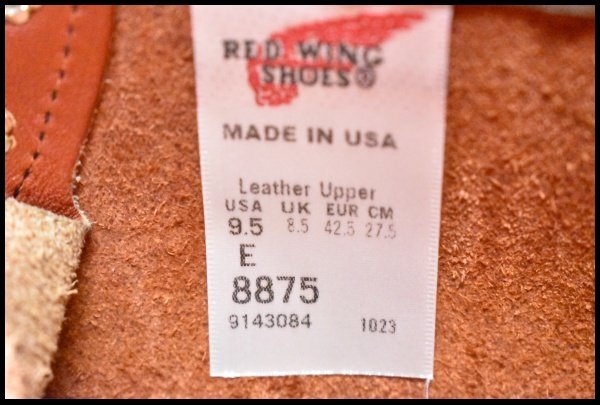 RED WING
SHOES®
MADE IN USA
Leather Upper
USA UK EUR CM
9.5 8.5 42.5 27.5
E
8875
9143084 1023